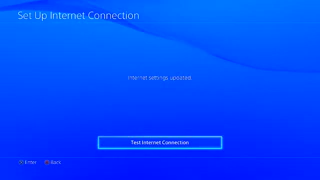 Set Up Internet Connection
Internet settings updated.
Test Internet Connection
Enter Back